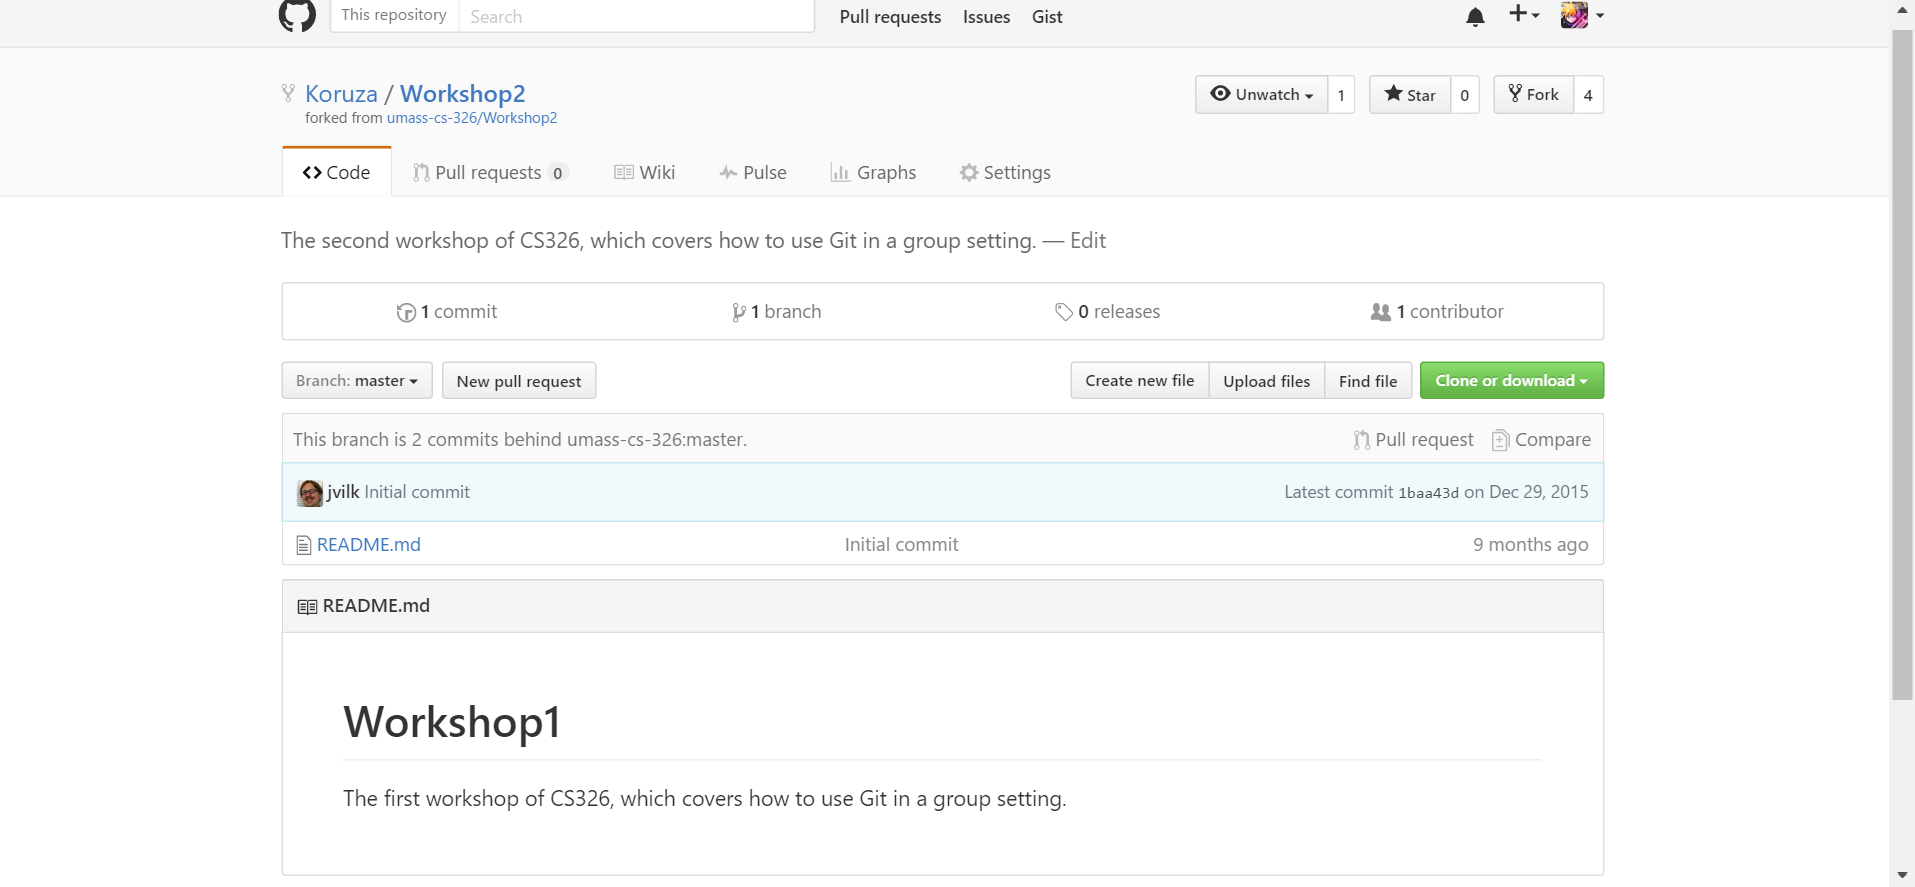 This repository Search Pull requests Issues Gist
Koruza / Workshop2 Unwatch 1 Star 0 Fork 4
forked from umass-cs-326/Workshop2
Code Pull requests 0 Wiki Pulse Graphs Settings
The second workshop of CS326, which covers how to use Git in a group setting. — Edit
1 commit 1 branch 0 releases 1 contributor
Branch: master New pull request Create new file Upload files Find file Clone or download
This branch is 2 commits behind umass-cs-326:master. Pull request Compare
jvilk Initial commit Latest commit 1baa43d on Dec 29, 2015
README.md Initial commit 9 months ago
README.md
Workshop1
The first workshop of CS326, which covers how to use Git in a group setting.